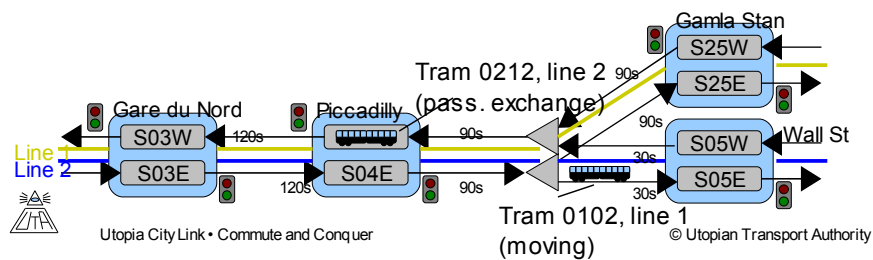 Gamla Stan
S25W
S25E
90s
90s
Tram 0212, line 2
(pass. exchange)
Gare du Nord
Piccadilly
S03W
120s
90s
S05W
Wall St
Line 1
Line 2
30s
S03E
120s
S04E
90s
S05E
30s
Tram 0102, line 1
(moving)
UTA
Utopia CityLink • Commute and Conquer
© Utopian Transport Authority